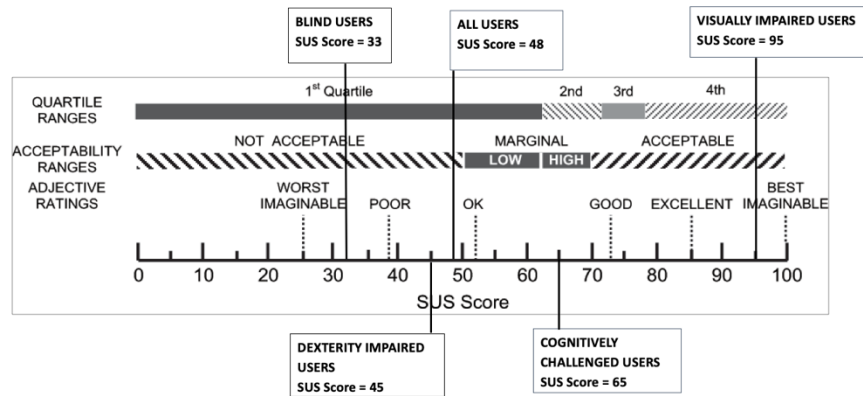 BLIND USERS
SUS Score = 33
ALL USERS
SUS Score = 48
VISUALLY IMPAIRED USERS
SUS Score = 95
QUARTILE
RANGES
1st Quartile
2nd
3rd
4th
ACCEPTABILITY
RANGES
NOT ACCEPTABLE
MARGINAL
ACCEPTABLE
LOW
HIGH
ADJECTIVE
RATINGS
WORST
IMAGINABLE
POOR
OK
GOOD
EXCELLENT
BEST
IMAGINABLE
0 10 20 30 40 50 60 70 80 90 100
SUS Score
DEXTERITY IMPAIRED
USERS
SUS Score = 45
COGNITIVELY
CHALLENGED USERS
SUS Score = 65